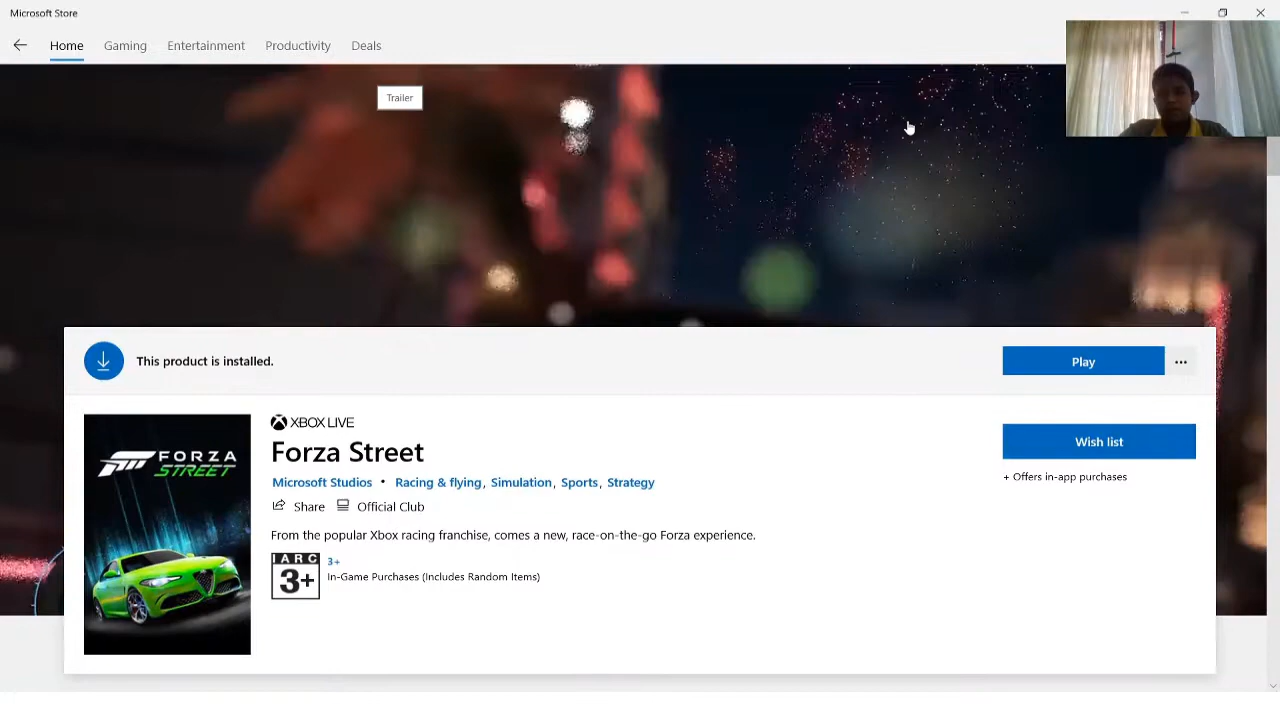 Microsoft Store
Home Gaming Entertainment Productivity Deals
Trailer
This product is installed.
Play
XBOX LIVE
Forza Street
Wish list
Microsoft Studios • Racing & flying, Simulation, Sports, Strategy
+ Offers in-app purchases
Share Official Club
From the popular Xbox racing franchise, comes a new, race-on-the-go Forza experience.
IARC
3+
3+
In-Game Purchases (Includes Random Items)
FORZA
STREET